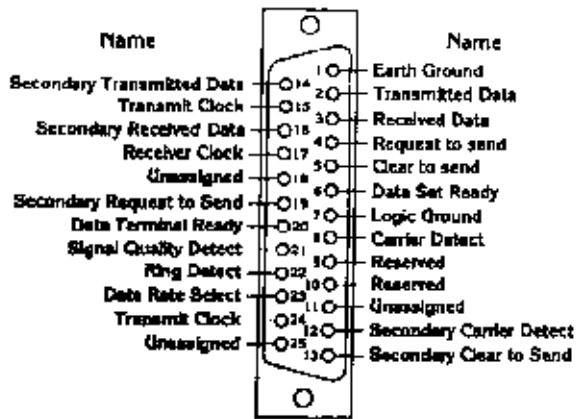 Name
Secondary Transmitted Data 14
Transmit Clock 15
Secondary Received Data 16
Receiver Clock 17
Unassigned 18
Secondary Request to Send 19
Data Terminal Ready 20
Signal Quality Detect 21
Ring Detect 22
Data Rate Select 23
Transmit Clock 24
Unassigned 25
Name
1 Earth Ground
2 Transmitted Data
3 Received Data
4 Request to send
5 Clear to send
6 Data Set Ready
7 Logic Ground
8 Carrier Detect
9 Reserved
10 Reserved
11 Unassigned
12 Secondary Carrier Detect
13 Secondary Clear to Send